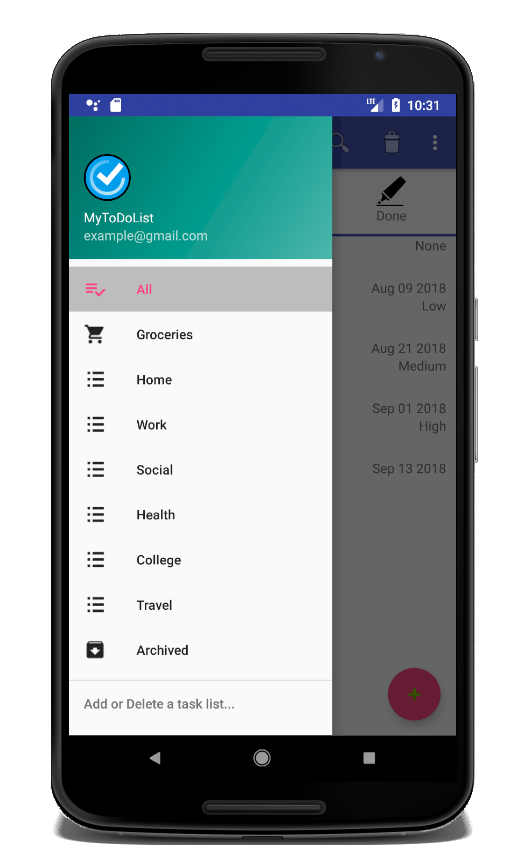 LTE 10:31
MyToDoList
example@gmail.com
Done
None
All
Aug 09 2018
Low
Groceries
Aug 21 2018
Medium
Home
Sep 01 2018
High
Work
Social
Sep 13 2018
Health
College
Travel
Archived
Add or Delete a task list...